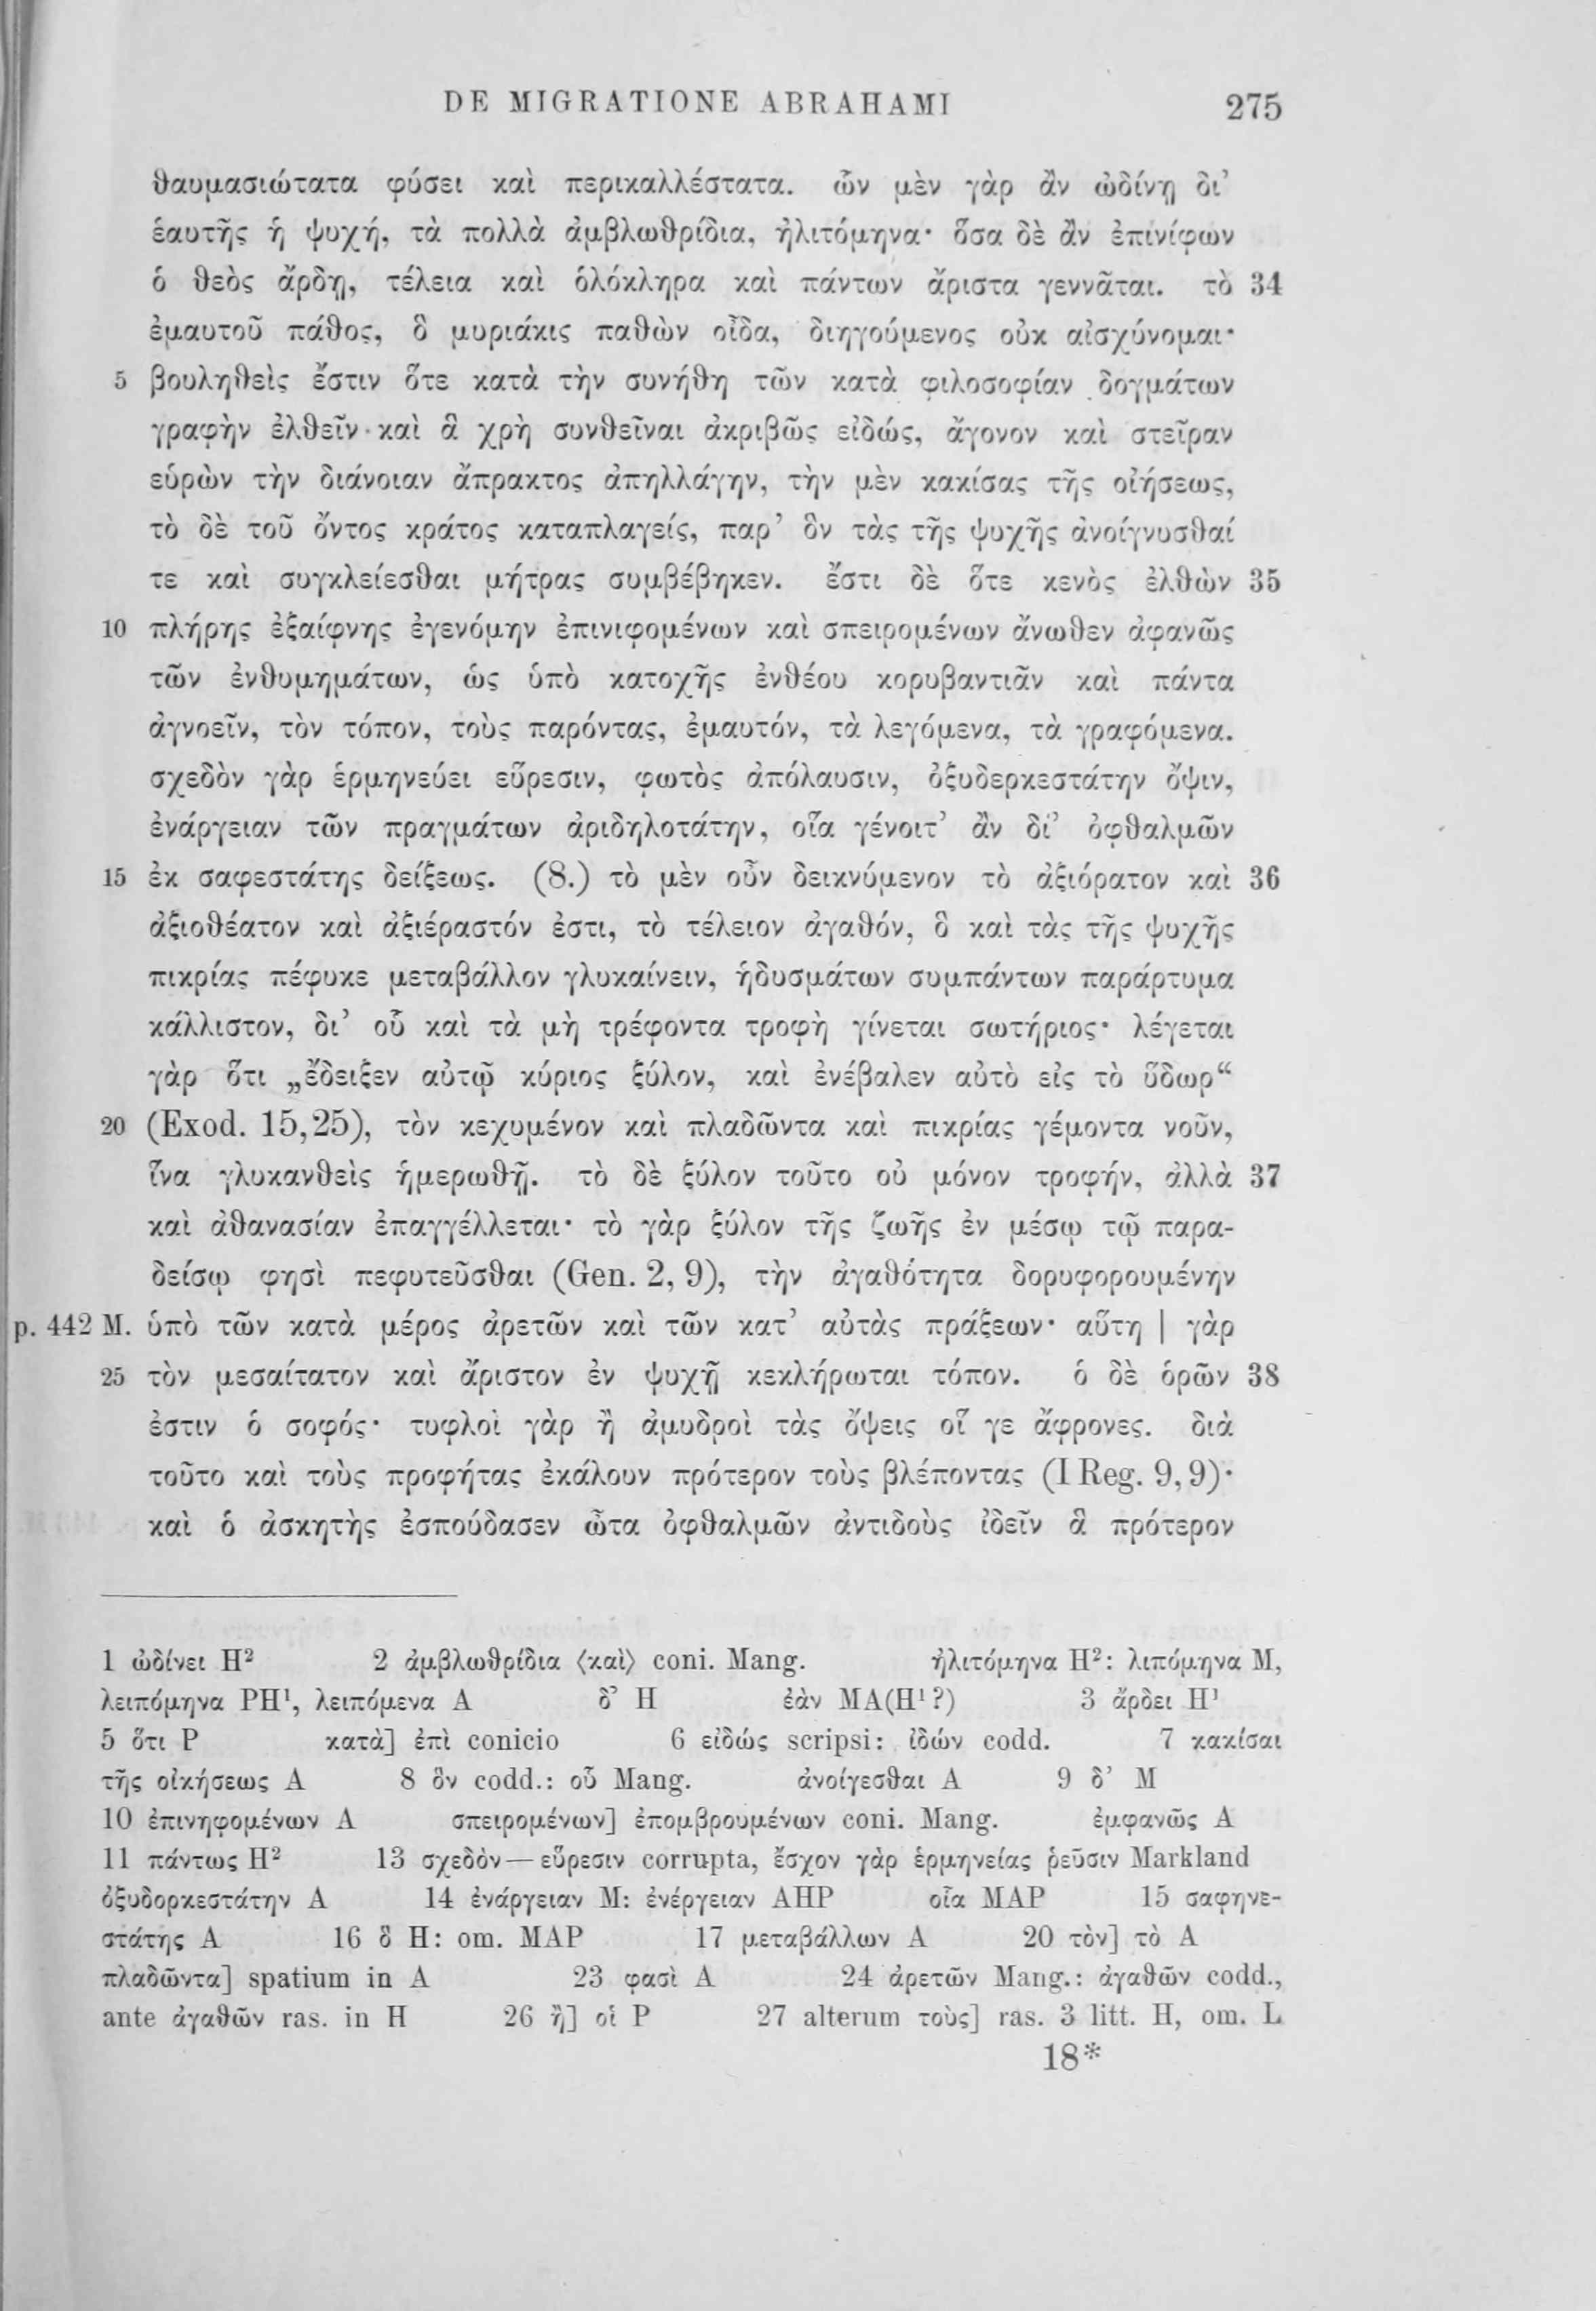 DE MIGRATIONE ABRAHAMI 275
θαυμασιώτατα φύσει καὶ περικαλλέστατα. ὧν μὲν γὰρ ἂν ὠδίνῃ δι’
ἑαυτῆς ἡ ψυχή, τὰ πολλὰ ἀμβλωθρίδια, ἠλιτόμηνα· ὅσα δὲ ἂν ἐπινίφων
ὁ θεὸς ἄρδῃ, τέλεια καὶ ὁλόκληρα καὶ πάντων ἄριστα γεννᾶται. τὸ 34
ἐμαυτοῦ πάθος, ὃ μυριάκις παθὼν οἶδα, διηγούμενος οὐκ αἰσχύνομαι·
5 βουληθεὶς ἔστιν ὅτε κατὰ τὴν συνήθη τῶν κατὰ φιλοσοφίαν δογμάτων
γραφὴν ἐλθεῖν καὶ ἃ χρὴ συνθεῖναι ἀκριβῶς εἰδώς, ἄγονον καὶ στεῖραν
εὑρὼν τὴν διάνοιαν ἄπρακτος ἀπηλλάγην, τὴν μὲν κακίσας τῆς οἰήσεως,
τὸ δὲ τοῦ ὄντος κράτος καταπλαγείς, παρ’ ὃν τὰς τῆς ψυχῆς ἀνοίγνυσθαί
τε καὶ συγκλείεσθαι μήτρας συμβέβηκεν. ἔστι δὲ ὅτε κενὸς ἐλθὼν 35
10 πλήρης ἐξαίφνης ἐγενόμην ἐπινιφομένων καὶ σπειρομένων ἄνωθεν ἀφανῶς
τῶν ἐνθυμημάτων, ὡς ὑπὸ κατοχῆς ἐνθέου κορυβαντιᾶν καὶ πάντα
ἀγνοεῖν, τὸν τόπον, τοὺς παρόντας, ἐμαυτόν, τὰ λεγόμενα, τὰ γραφόμενα.
σχεδὸν γὰρ ἑρμηνεύει εὕρεσιν, φωτὸς ἀπόλαυσιν, ὀξυδερκεστάτην ὄψιν,
ἐνάργειαν τῶν πραγμάτων ἀριδηλοτάτην, οἵα γένοιτ’ ἂν δι’ ὀφθαλμῶν
15 ἐκ σαφεστάτης δείξεως. (8.) τὸ μὲν οὖν δεικνύμενον τὸ ἀξιόρατον καὶ 36
ἀξιοθέατον καὶ ἀξιέραστόν ἐστι, τὸ τέλειον ἀγαθόν, ὃ καὶ τὰς τῆς ψυχῆς
πικρίας πέφυκε μεταβάλλον γλυκαίνειν, ἡδυσμάτων συμπάντων παράρτυμα
κάλλιστον, δι’ οὗ καὶ τὰ μὴ τρέφοντα τροφὴ γίνεται σωτήριος· λέγεται
γὰρ ὅτι „ἔδειξεν αὐτῷ κύριος ξύλον, καὶ ἐνέβαλεν αὐτὸ εἰς τὸ ὕδωρ“
20 (Exod. 15,25), τὸν κεχυμένον καὶ πλαδῶντα καὶ πικρίας γέμοντα νοῦν,
ἵνα γλυκανθεὶς ἡμερωθῇ. τὸ δὲ ξύλον τοῦτο οὐ μόνον τροφήν, ἀλλὰ 37
καὶ ἀθανασίαν ἐπαγγέλλεται· τὸ γὰρ ξύλον τῆς ζωῆς ἐν μέσῳ τῷ παρα-
δείσῳ φησὶ πεφυτεῦσθαι (Gen. 2, 9), τὴν ἀγαθότητα δορυφορουμένην
p. 442 M. ὑπὸ τῶν κατὰ μέρος ἀρετῶν καὶ τῶν κατ’ αὐτὰς πράξεων· αὕτη | γὰρ
25 τὸν μεσαίτατον καὶ ἄριστον ἐν ψυχῇ κεκλήρωται τόπον. ὁ δὲ ὁρῶν 38
ἐστιν ὁ σοφός· τυφλοὶ γὰρ ἢ ἀμυδροὶ τὰς ὄψεις οἵ γε ἄφρονες. διὰ
τοῦτο καὶ τοὺς προφήτας ἐκάλουν πρότερον τοὺς βλέποντας (I Reg. 9, 9)·
καὶ ὁ ἀσκητὴς ἐσπούδασεν ὦτα ὀφθαλμῶν ἀντιδοὺς ἰδεῖν ἃ πρότερον
1 ὠδίνει H² 2 ἀμβλωθρίδια ⟨καὶ⟩ coni. Mang. ἠλιτόμηνα H²: λιπόμηνα M,
λειπόμηνα PH¹, λειπόμενα A δ’ H ἐὰν MA(H¹?) 3 ἄρδει H¹
5 ὅτι P κατὰ] ἐπὶ conicio 6 εἰδώς scripsi: ἰδών codd. 7 κακίσαι
τῆς οἰκήσεως A 8 ὃν codd.: οὗ Mang. ἀνοίγεσθαι A 9 δ’ M
10 ἐπινηφομένων A σπειρομένων] ἐπομβρουμένων coni. Mang. ἐμφανῶς A
11 πάντως H² 13 σχεδὸν — εὕρεσιν corrupta, ἔσχον γὰρ ἑρμηνείας ῥεῦσιν Markland
ὀξυδορκεστάτην A 14 ἐνάργειαν M: ἐνέργειαν AHP οἷα MAP 15 σαφηνε-
στάτης A 16 ὃ H: om. MAP 17 μεταβάλλων A 20 τὸν] τὸ A
πλαδῶντα] spatium in A 23 φασὶ A 24 ἀρετῶν Mang.: ἀγαθῶν codd.,
ante ἀγαθῶν ras. in H 26 ἢ] οἱ P 27 alterum τοὺς] ras. 3 litt. H, om. L
18*